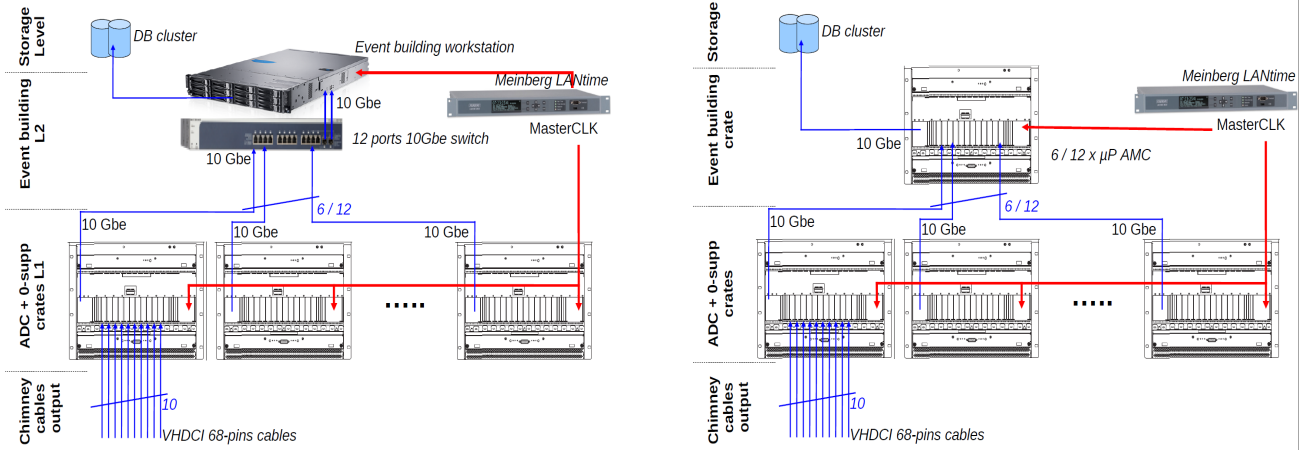 Storage
Level
DB cluster
Event building workstation
Meinberg LANtime
Event building
L2
10 Gbe
MasterCLK
12 ports 10Gbe switch
10 Gbe
6 / 12
10 Gbe
10 Gbe
10 Gbe
ADC + 0-supp
crates L1
.....
Chimney
cables
output
10
VHDCI 68-pins cables
Storage
DB cluster
Meinberg LANtime
Event building
crate
MasterCLK
10 Gbe
6 / 12 x µP AMC
6 / 12
10 Gbe
10 Gbe
10 Gbe
ADC + 0-supp
crates
.....
Chimney
cables
output
10
VHDCI 68-pins cables